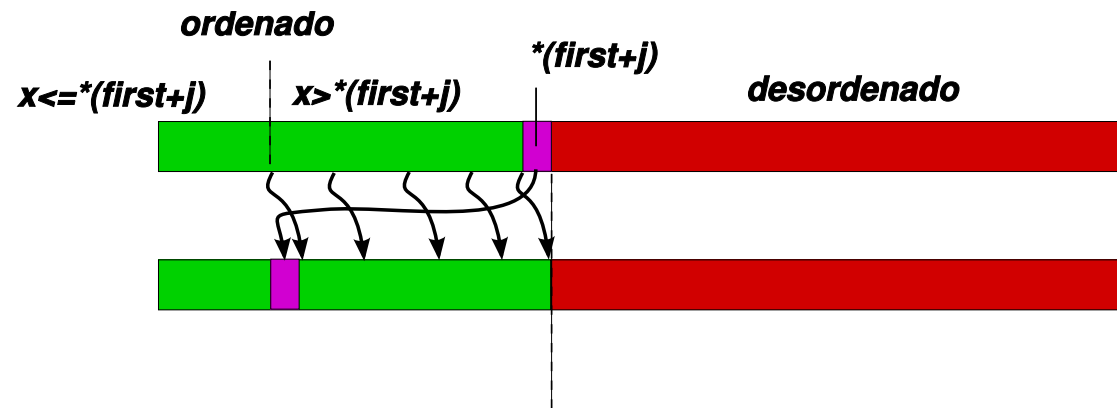 ordenado
*(first+j)
x<=*(first+j)
x>*(first+j)
desordenado